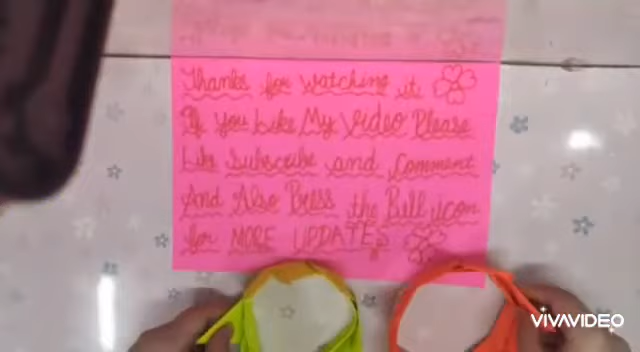 Thanks for watching it
If You Like My Video Please
Like Subscribe and Comment
And Also Press the Bell icon
for MORE UPDATES
VIVAVIDEO